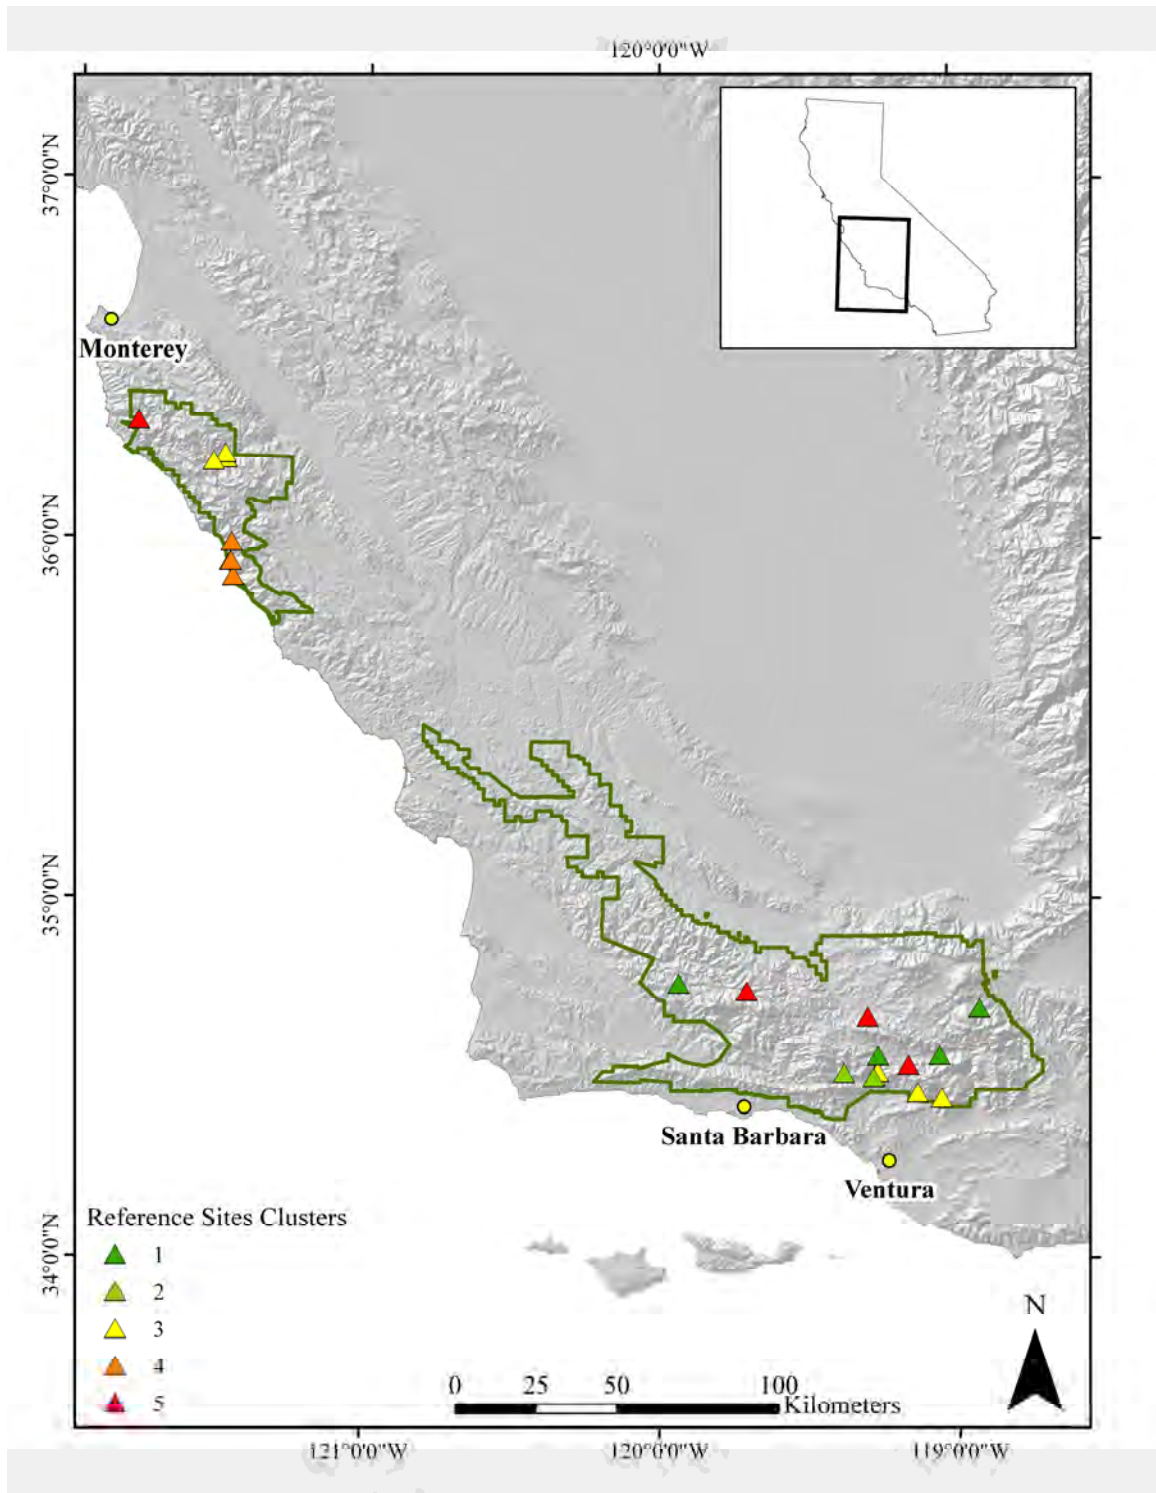 120°0'0"W
37°0'0"N
Monterey
36°0'0"N
35°0'0"N
Santa Barbara
Ventura
34°0'0"N
Reference Sites Clusters
1
2
3
4
5
N
0 25 50 100
Kilometers
121°0'0"W 120°0'0"W 119°0'0"W